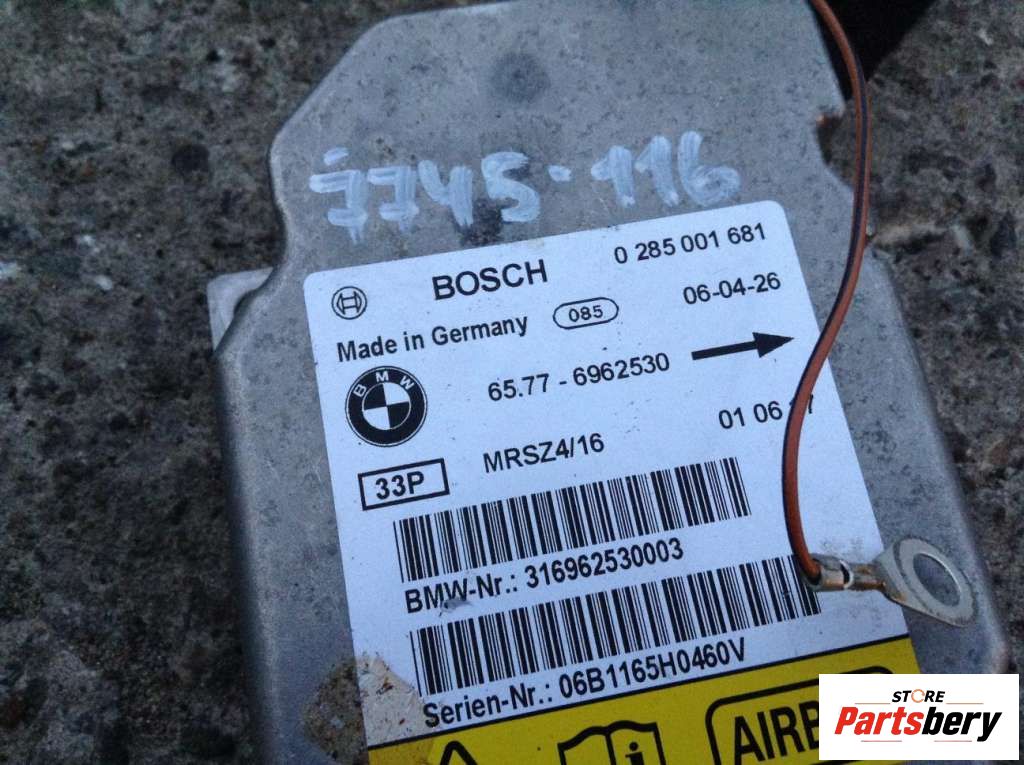 JJ45-116
BOSCH 0 285 001 681
Made in Germany 085 06-04-26
BMW
65.77 - 6962530
MRSZ4/16 01 06
33P
BMW-Nr.: 316962530003
Serien-Nr.: 06B1165H0460V
STORE
Partsbery